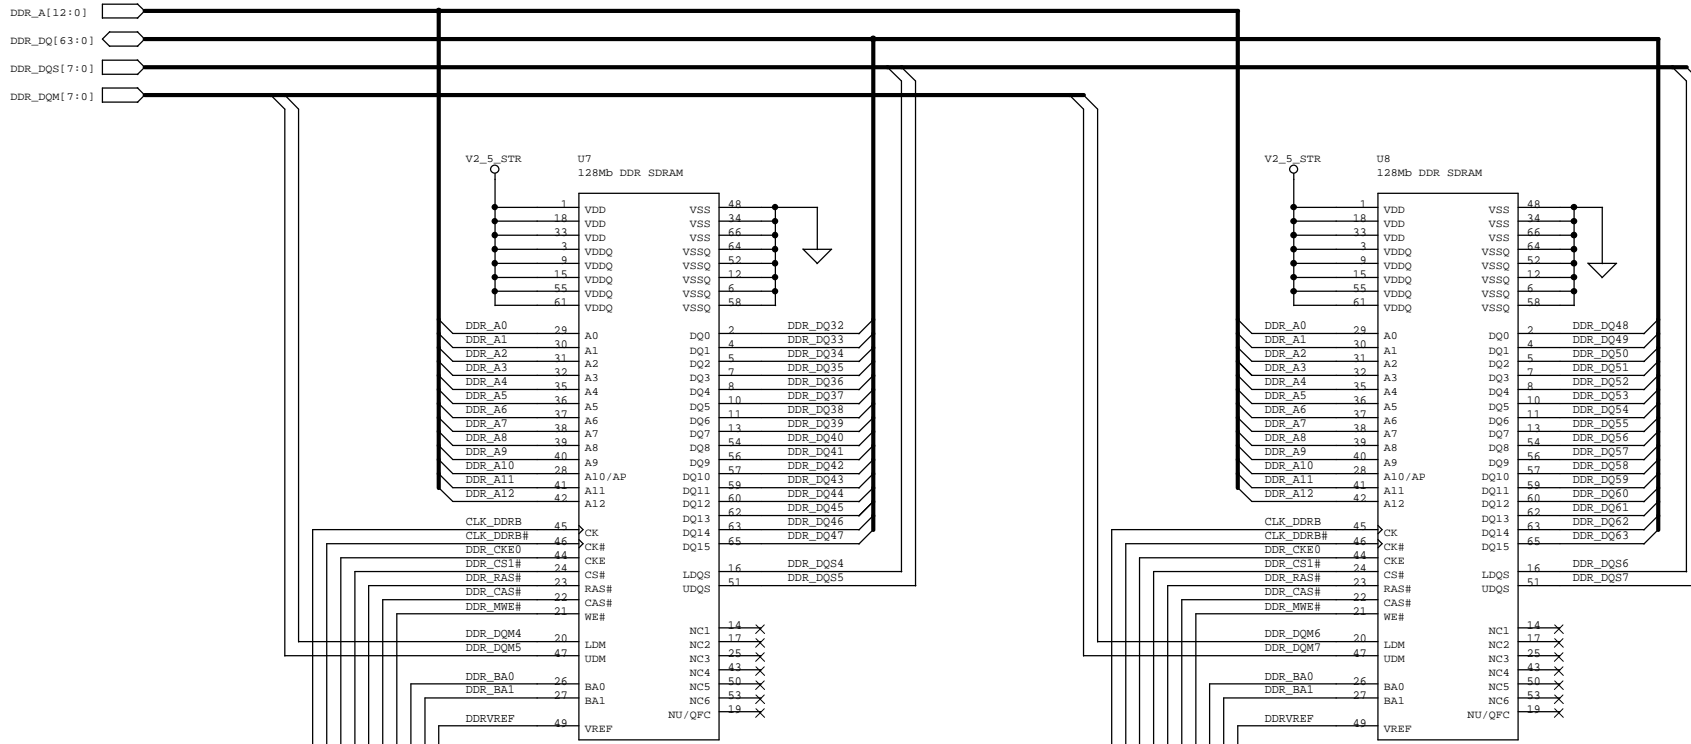 DDR_A[12:0]
DDR_DQ[63:0]
DDR_DQS[7:0]
DDR_DQM[7:0]
V2_5_STR
U7
128Mb DDR SDRAM
1 VDD VSS 48
18 VDD VSS 34
33 VDD VSS 66
3 VDDQ VSSQ 64
9 VDDQ VSSQ 52
15 VDDQ VSSQ 12
55 VDDQ VSSQ 6
61 VDDQ VSSQ 58
DDR_A0 29 A0 DQ0 2 DDR_DQ32
DDR_A1 30 A1 DQ1 4 DDR_DQ33
DDR_A2 31 A2 DQ2 5 DDR_DQ34
DDR_A3 32 A3 DQ3 7 DDR_DQ35
DDR_A4 35 A4 DQ4 8 DDR_DQ36
DDR_A5 36 A5 DQ5 10 DDR_DQ37
DDR_A6 37 A6 DQ6 11 DDR_DQ38
DDR_A7 38 A7 DQ7 13 DDR_DQ39
DDR_A8 39 A8 DQ8 54 DDR_DQ40
DDR_A9 40 A9 DQ9 56 DDR_DQ41
DDR_A10 28 A10/AP DQ10 57 DDR_DQ42
DDR_A11 41 A11 DQ11 59 DDR_DQ43
DDR_A12 42 A12 DQ12 60 DDR_DQ44
DQ13 62 DDR_DQ45
CLK_DDRB 45 CK DQ14 63 DDR_DQ46
CLK_DDRB# 46 CK# DQ15 65 DDR_DQ47
DDR_CKE0 44 CKE
DDR_CS1# 24 CS# LDQS 16 DDR_DQS4
DDR_RAS# 23 RAS# UDQS 51 DDR_DQS5
DDR_CAS# 22 CAS#
DDR_MWE# 21 WE#
NC1 14
DDR_DQM4 20 LDM NC2 17
DDR_DQM5 47 UDM NC3 25
NC4 43
DDR_BA0 26 BA0 NC5 50
DDR_BA1 27 BA1 NC6 53
NU/QFC 19
DDRVREF 49 VREF
V2_5_STR
U8
128Mb DDR SDRAM
1 VDD VSS 48
18 VDD VSS 34
33 VDD VSS 66
3 VDDQ VSSQ 64
9 VDDQ VSSQ 52
15 VDDQ VSSQ 12
55 VDDQ VSSQ 6
61 VDDQ VSSQ 58
DDR_A0 29 A0 DQ0 2 DDR_DQ48
DDR_A1 30 A1 DQ1 4 DDR_DQ49
DDR_A2 31 A2 DQ2 5 DDR_DQ50
DDR_A3 32 A3 DQ3 7 DDR_DQ51
DDR_A4 35 A4 DQ4 8 DDR_DQ52
DDR_A5 36 A5 DQ5 10 DDR_DQ53
DDR_A6 37 A6 DQ6 11 DDR_DQ54
DDR_A7 38 A7 DQ7 13 DDR_DQ55
DDR_A8 39 A8 DQ8 54 DDR_DQ56
DDR_A9 40 A9 DQ9 56 DDR_DQ57
DDR_A10 28 A10/AP DQ10 57 DDR_DQ58
DDR_A11 41 A11 DQ11 59 DDR_DQ59
DDR_A12 42 A12 DQ12 60 DDR_DQ60
DQ13 62 DDR_DQ61
CLK_DDRB 45 CK DQ14 63 DDR_DQ62
CLK_DDRB# 46 CK# DQ15 65 DDR_DQ63
DDR_CKE0 44 CKE
DDR_CS1# 24 CS# LDQS 16 DDR_DQS6
DDR_RAS# 23 RAS# UDQS 51 DDR_DQS7
DDR_CAS# 22 CAS#
DDR_MWE# 21 WE#
NC1 14
DDR_DQM6 20 LDM NC2 17
DDR_DQM7 47 UDM NC3 25
NC4 43
DDR_BA0 26 BA0 NC5 50
DDR_BA1 27 BA1 NC6 53
NU/QFC 19
DDRVREF 49 VREF